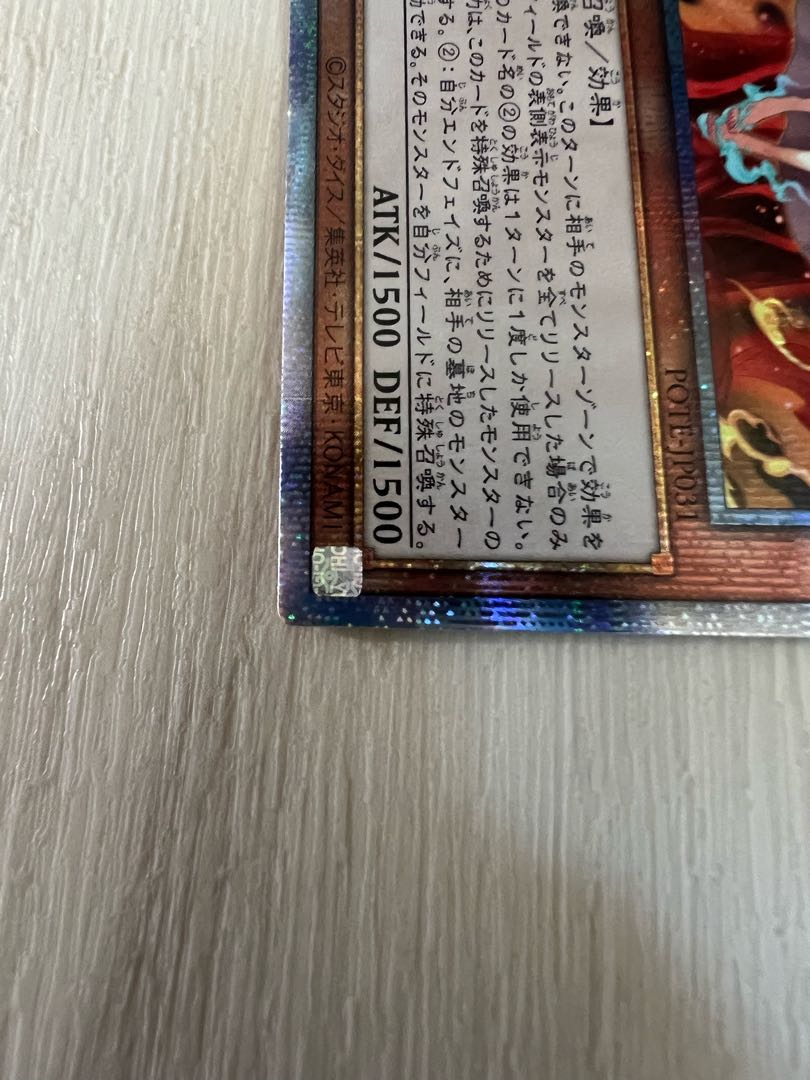 POTE-JP031
召喚/効果】
喚できない。このターンに相手のモンスターゾーンで効果を
ィールドの表側表示モンスターを全てリリースした場合のみ
のカード名の②の効果は1ターンに1度しか使用できない。
力は、このカードを特殊召喚するためにリリースしたモンスターの
する。②:自分エンドフェイズに、相手の墓地のモンスター
動できる。そのモンスターを自分フィールドに特殊召喚する。
ATK/1500 DEF/1500
©スタジオ・ダイス/集英社・テレビ東京・KONAMI